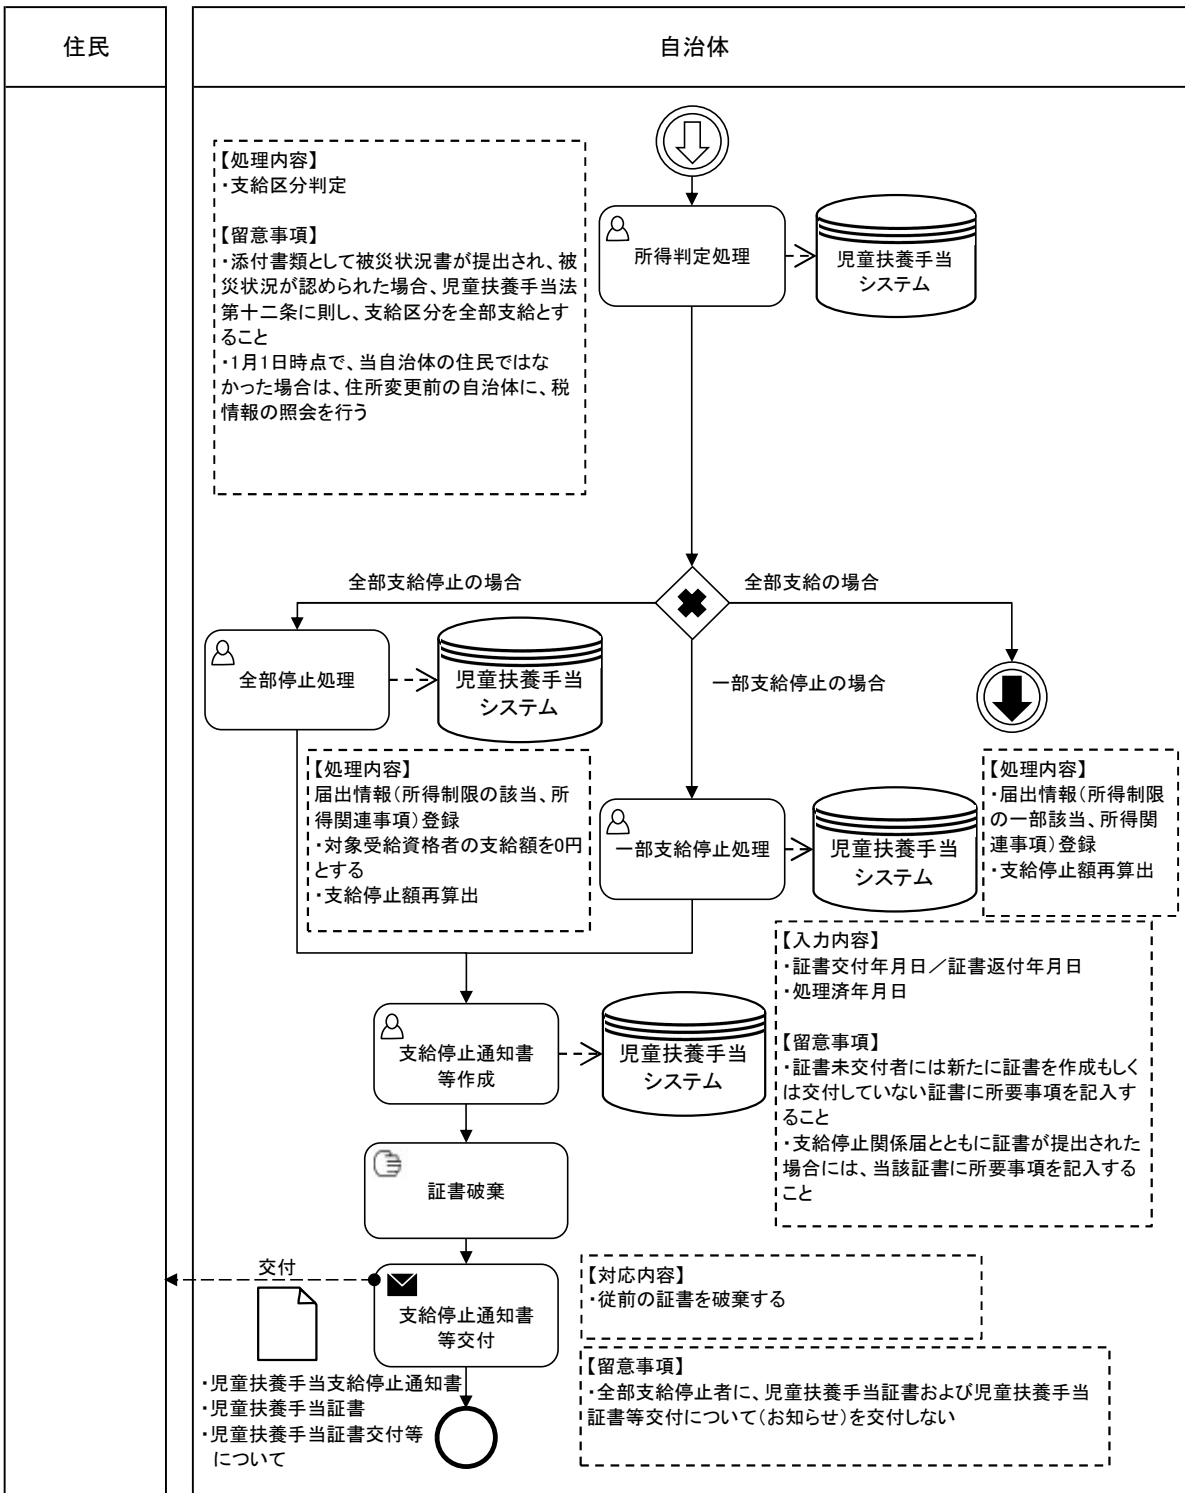 住民
自治体
【処理内容】
・支給区分判定
【留意事項】
・添付書類として被災状況書が提出され、被
災状況が認められた場合、児童扶養手当法
第十二条に則し、支給区分を全部支給とす
ること
・1月1日時点で、当自治体の住民ではな
かった場合は、住所変更前の自治体に、税
情報の照会を行う
所得判定処理
児童扶養手当
システム
全部支給停止の場合
全部支給の場合
一部支給停止の場合
全部停止処理
児童扶養手当
システム
【処理内容】
届出情報（所得制限の該当、所
得関連事項）登録
・対象受給資格者の支給額を0円
とする
・支給停止額再算出
一部支給停止処理
児童扶養手当
システム
【処理内容】
・届出情報（所得制限
の一部該当、所得関
連事項）登録
・支給停止額再算出
【入力内容】
・証書交付年月日／証書返付年月日
・処理済年月日
【留意事項】
・証書未交付者には新たに証書を作成もしく
は交付していない証書に所要事項を記入す
ること
・支給停止関係届とともに証書が提出された
場合には、当該証書に所要事項を記入する
こと
支給停止通知書
等作成
児童扶養手当
システム
証書破棄
交付
支給停止通知書
等交付
【対応内容】
・従前の証書を破棄する
【留意事項】
・全部支給停止者に、児童扶養手当証書および児童扶養手当
証書等交付について（お知らせ）を交付しない
・児童扶養手当支給停止通知書
・児童扶養手当証書
・児童扶養手当証書交付等
について